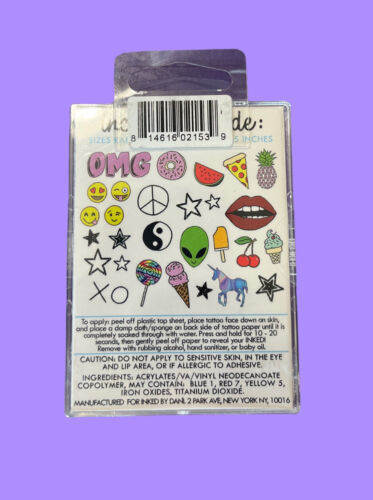 8 14616 02153 9
inc de:
SIZES INCHES
OMG
XO
To apply: peel off plastic top sheet, place tattoo face down on skin,
and place a damp cloth/sponge on back side of tattoo paper until it is
completely soaked through with water. Press and hold for 10 - 20
seconds, then gently peel off paper to reveal your INKED!
Remove with rubbing alcohol, hand sanitizer, or baby oil.
CAUTION: DO NOT APPLY TO SENSITIVE SKIN, IN THE EYE
AND LIP AREA, OR IF ALLERGIC TO ADHESIVE.
INGREDIENTS: ACRYLATES/VA/VINYL NEODECANOATE
COPOLYMER, MAY CONTAIN: BLUE 1, RED 7, YELLOW 5,
IRON OXIDES, TITANIUM DIOXIDE.
MANUFACTURED FOR INKED BY DANI, 2 PARK AVE, NEW YORK NY, 10016